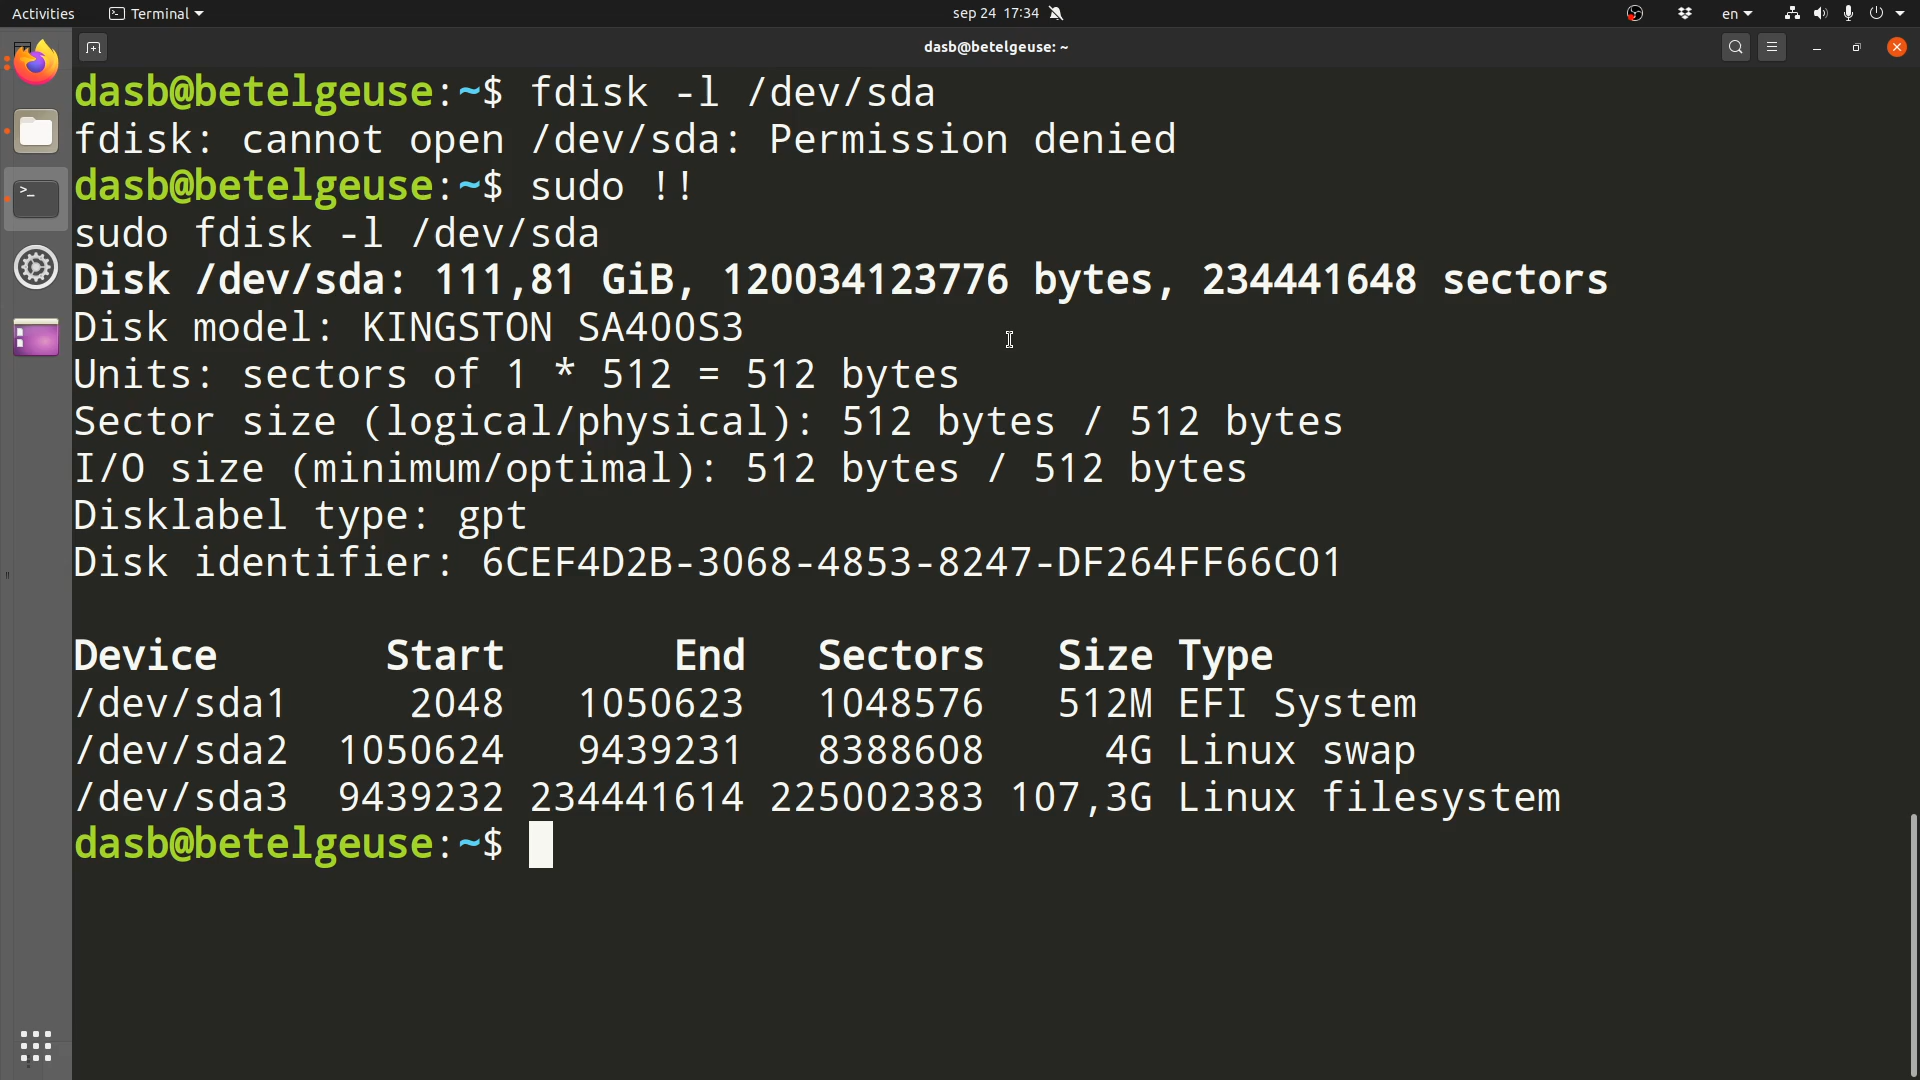 Activities Terminal sep 24 17:34 en
dasb@betelgeuse: ~
dasb@betelgeuse:~$ fdisk -l /dev/sda
fdisk: cannot open /dev/sda: Permission denied
dasb@betelgeuse:~$ sudo !!
sudo fdisk -l /dev/sda
Disk /dev/sda: 111,81 GiB, 120034123776 bytes, 234441648 sectors
Disk model: KINGSTON SA400S3
Units: sectors of 1 * 512 = 512 bytes
Sector size (logical/physical): 512 bytes / 512 bytes
I/O size (minimum/optimal): 512 bytes / 512 bytes
Disklabel type: gpt
Disk identifier: 6CEF4D2B-3068-4853-8247-DF264FF66C01
Device Start End Sectors Size Type
/dev/sda1 2048 1050623 1048576 512M EFI System
/dev/sda2 1050624 9439231 8388608 4G Linux swap
/dev/sda3 9439232 234441614 225002383 107,3G Linux filesystem
dasb@betelgeuse:~$